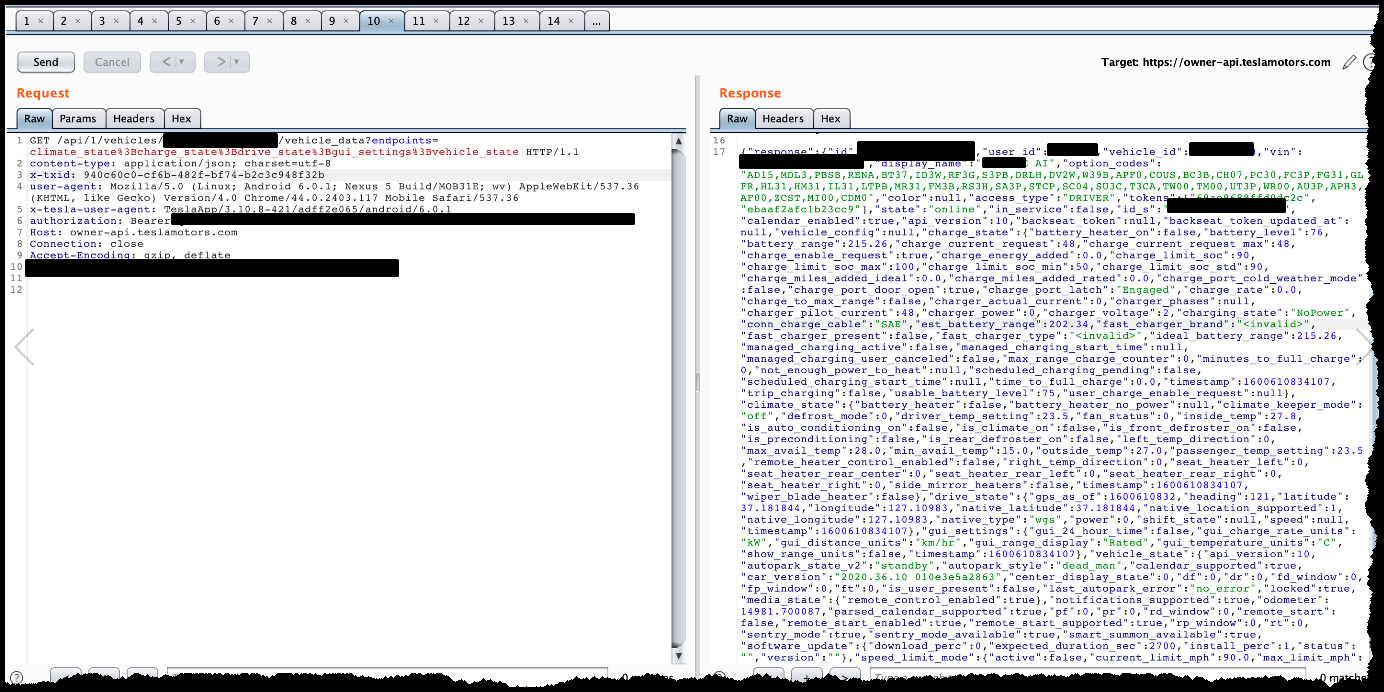 1 × 2 × 3 × 4 × 5 × 6 × 7 × 8 × 9 × 10 × 11 × 12 × 13 × 14 × ...
Send Cancel < > Target: https://owner-api.teslamotors.com
Request
Raw Params Headers Hex
1 GET /api/1/vehicles/ /vehicle_data?endpoints=
climate_state%3Bcharge_state%3Bdrive_state%3Bgui_settings%3Bvehicle_state HTTP/1.1
2 content-type: application/json; charset=utf-8
3 x-txid: 940c60c0-cf6b-482f-bf74-b2c3c948f32b
4 user-agent: Mozilla/5.0 (Linux; Android 6.0.1; Nexus 5 Build/MOB31E; wv) AppleWebKit/537.36
(KHTML, like Gecko) Version/4.0 Chrome/44.0.2403.117 Mobile Safari/537.36
5 x-tesla-user-agent: TeslaApp/3.10.8-421/adff2e065/android/6.0.1
6 authorization: Bearer
7 Host: owner-api.teslamotors.com
8 Connection: close
9 Accept-Encoding: gzip, deflate
10
11
12
Response
Raw Headers Hex
16
17 {"response":{"id" ,"user_id": ,"vehicle_id": ,"vin":
,"display_name": AI","option_codes":
"AD15,MDL3,PBSB,RENA,BT37,ID3W,RF3G,S3PB,DRLH,DV2W,W39B,APF0,COUS,BC3B,CH07,PC30,FC3P,FG31,GL
FR,HL31,HM31,IL31,LTPB,MR31,FM3B,RS3H,SA3P,STCP,SC04,SU3C,T3CA,TW00,TM00,UT3P,WR00,AU3P,APH3,
AF00,ZCST,MI00,CDM0","color":null,"access_type":"DRIVER","tokens":
"ebaaf2afc1b23cc9"],"state":"online","in_service":false,"id_s":
"calendar_enabled":true,"api_version":10,"backseat_token":null,"backseat_token_updated_at":
null,"vehicle_config":null,"charge_state":{"battery_heater_on":false,"battery_level":76,
"battery_range":215.26,"charge_current_request":48,"charge_current_request_max":48,
"charge_enable_request":true,"charge_energy_added":0.0,"charge_limit_soc":90,
"charge_limit_soc_max":100,"charge_limit_soc_min":50,"charge_limit_soc_std":90,
"charge_miles_added_ideal":0.0,"charge_miles_added_rated":0.0,"charge_port_cold_weather_mode"
:false,"charge_port_door_open":true,"charge_port_latch":"Engaged","charge_rate":0.0,
"charge_to_max_range":false,"charger_actual_current":0,"charger_phases":null,
"charger_pilot_current":48,"charger_power":0,"charger_voltage":2,"charging_state":"NoPower",
"conn_charge_cable":"SAE","est_battery_range":202.34,"fast_charger_brand":"<invalid>",
"fast_charger_present":false,"fast_charger_type":"<invalid>","ideal_battery_range":215.26,
"managed_charging_active":false,"managed_charging_start_time":null,
"managed_charging_user_canceled":false,"max_range_charge_counter":0,"minutes_to_full_charge"
:0,"not_enough_power_to_heat":null,"scheduled_charging_pending":false,
"scheduled_charging_start_time":null,"time_to_full_charge":0.0,"timestamp":1600610834107,
"trip_charging":false,"usable_battery_level":75,"user_charge_enable_request":null},
"climate_state":{"battery_heater":false,"battery_heater_no_power":null,"climate_keeper_mode":
"off","defrost_mode":0,"driver_temp_setting":23.5,"fan_status":0,"inside_temp":27.8,
"is_auto_conditioning_on":false,"is_climate_on":false,"is_front_defroster_on":false,
"is_preconditioning":false,"is_rear_defroster_on":false,"left_temp_direction":0,
"max_avail_temp":28.0,"min_avail_temp":15.0,"outside_temp":27.0,"passenger_temp_setting":23.5
,"remote_heater_control_enabled":false,"right_temp_direction":0,"seat_heater_left":0,
"seat_heater_rear_center":0,"seat_heater_rear_left":0,"seat_heater_rear_right":0,
"seat_heater_right":0,"side_mirror_heaters":false,"timestamp":1600610834107,
"wiper_blade_heater":false},"drive_state":{"gps_as_of":1600610832,"heading":121,"latitude":
37.181844,"longitude":127.10983,"native_latitude":37.181844,"native_location_supported":1,
"native_longitude":127.10983,"native_type":"wgs","power":0,"shift_state":null,"speed":null,
"timestamp":1600610834107},"gui_settings":{"gui_24_hour_time":false,"gui_charge_rate_units":
"kW","gui_distance_units":"km/hr","gui_range_display":"Rated","gui_temperature_units":"C",
"show_range_units":false,"timestamp":1600610834107},"vehicle_state":{"api_version":10,
"autopark_state_v2":"standby","autopark_style":"dead_man","calendar_supported":true,
"car_version":"2020.36.10 010e3e5a2863","center_display_state":0,"df":0,"dr":0,"fd_window":0,
"fp_window":0,"ft":0,"is_user_present":false,"last_autopark_error":"no_error","locked":true,
"media_state":{"remote_control_enabled":true},"notifications_supported":true,"odometer":
14981.700087,"parsed_calendar_supported":true,"pf":0,"pr":0,"rd_window":0,"remote_start":
false,"remote_start_enabled":true,"remote_start_supported":true,"rp_window":0,"rt":0,
"sentry_mode":true,"sentry_mode_available":true,"smart_summon_available":true,
"software_update":{"download_perc":0,"expected_duration_sec":2700,"install_perc":1,"status":
"","version":""},"speed_limit_mode":{"active":false,"current_limit_mph":90.0,"max_limit_mph":